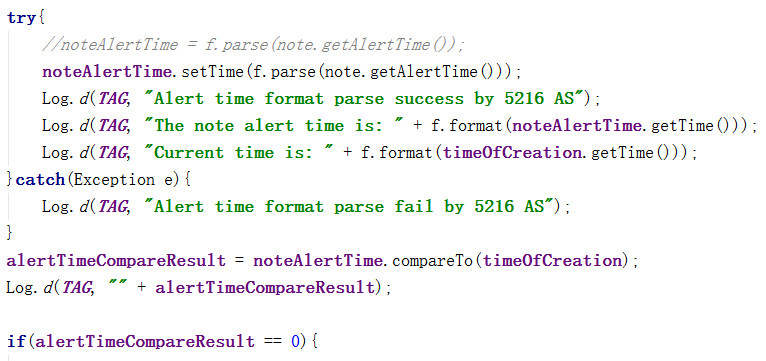 try{
//noteAlertTime = f.parse(note.getAlertTime());
noteAlertTime.setTime(f.parse(note.getAlertTime()));
Log.d(TAG, "Alert time format parse success by 5216 AS");
Log.d(TAG, "The note alert time is: " + f.format(noteAlertTime.getTime()));
Log.d(TAG, "Current time is: " + f.format(timeOfCreation.getTime()));
}catch(Exception e){
Log.d(TAG, "Alert time format parse fail by 5216 AS");
}
alertTimeCompareResult = noteAlertTime.compareTo(timeOfCreation);
Log.d(TAG, "" + alertTimeCompareResult);
if(alertTimeCompareResult == 0){